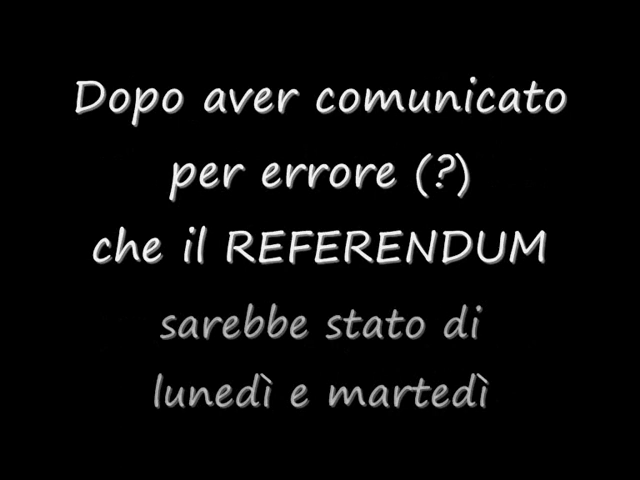 Dopo aver comunicato
per errore (?)
che il REFERENDUM
sarebbe stato di
lunedì e martedì